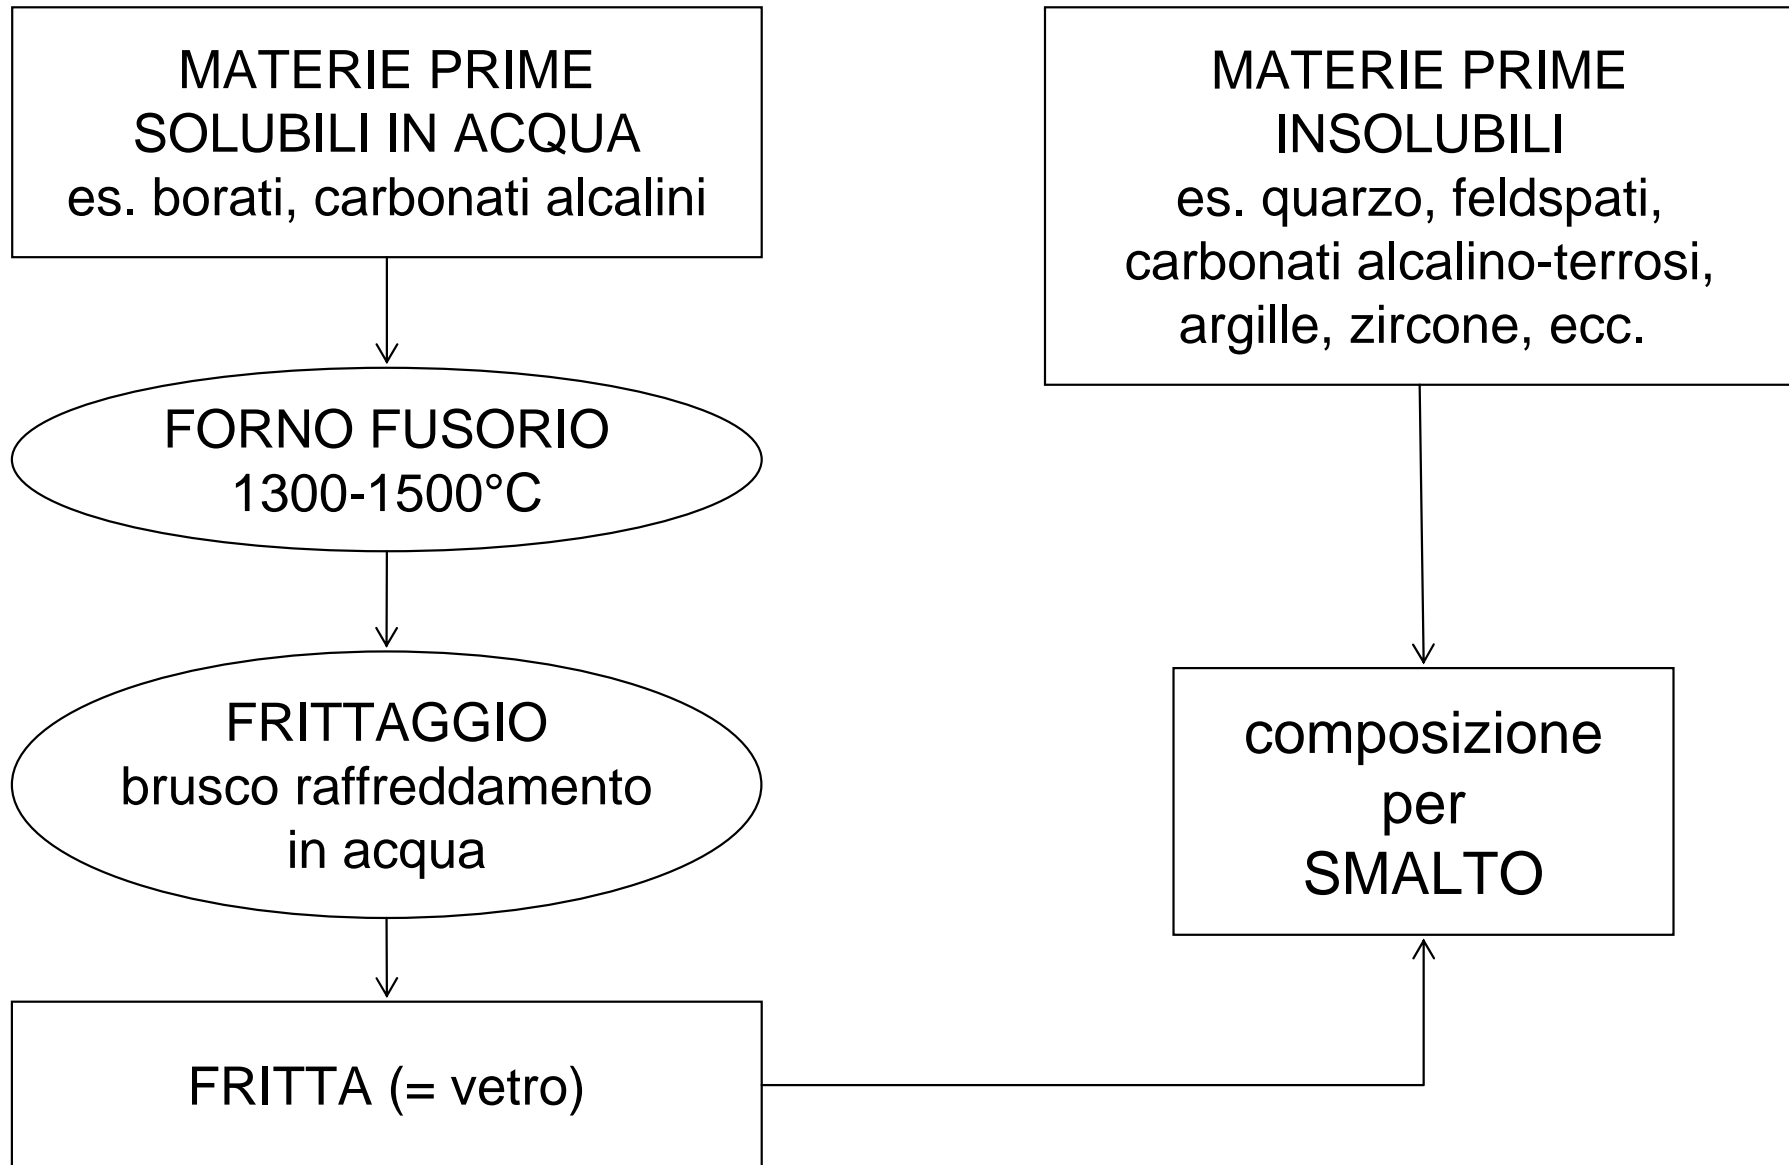 MATERIE PRIME
SOLUBILI IN ACQUA
es. borati, carbonati alcalini
FORNO FUSORIO
1300-1500°C
FRITTAGGIO
brusco raffreddamento
in acqua
FRITTA (= vetro)
MATERIE PRIME
INSOLUBILI
es. quarzo, feldspati,
carbonati alcalino-terrosi,
argille, zircone, ecc.
composizione
per
SMALTO